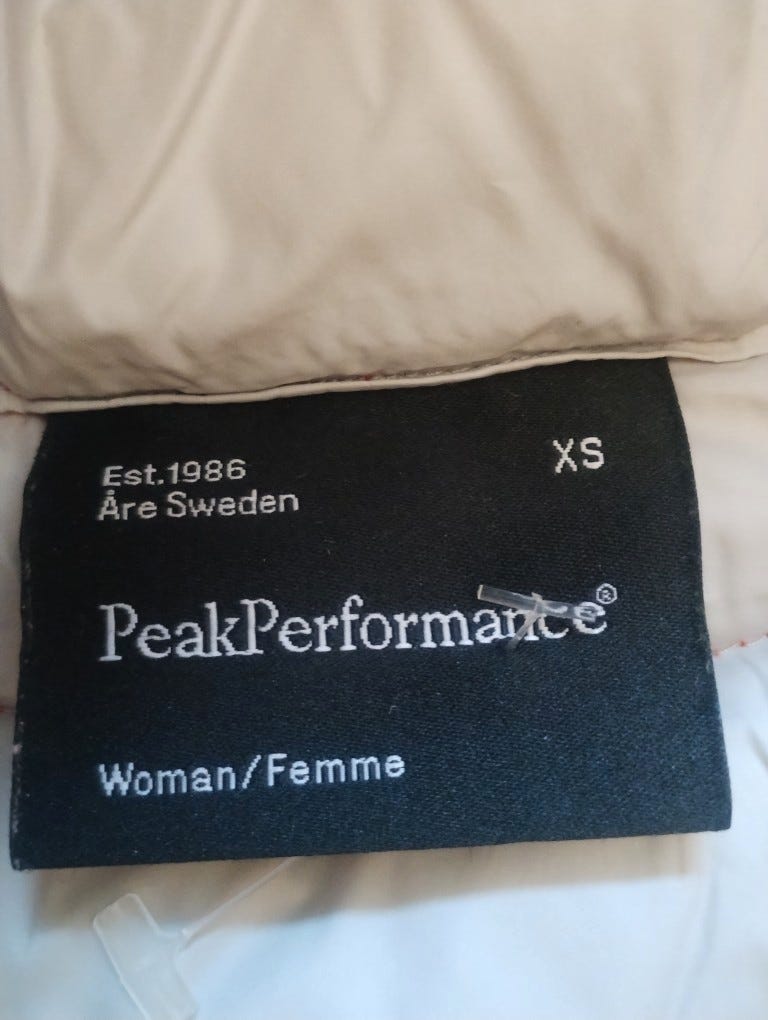 Est.1986
Åre Sweden
XS
PeakPerformance®
Woman/Femme